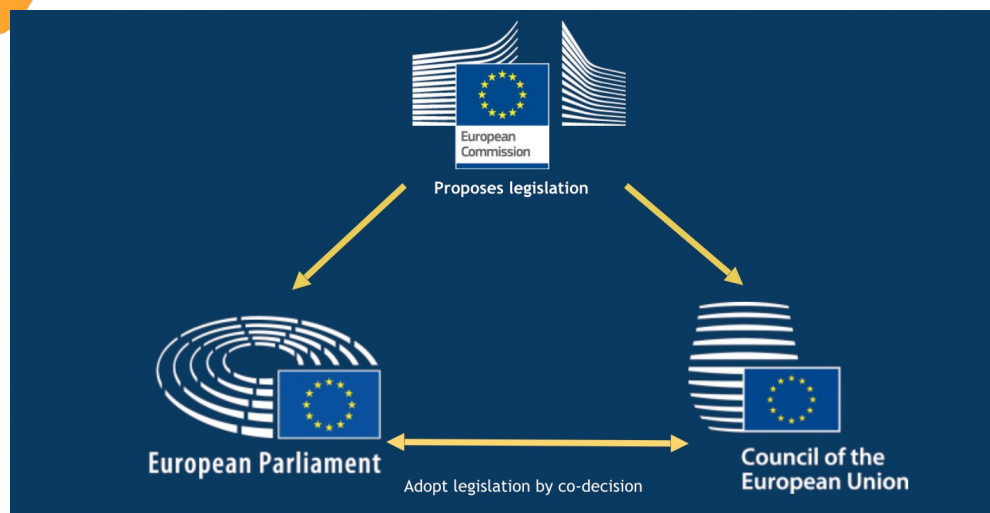 European
Commission
Proposes legislation
European Parliament
Council of the
European Union
Adopt legislation by co-decision